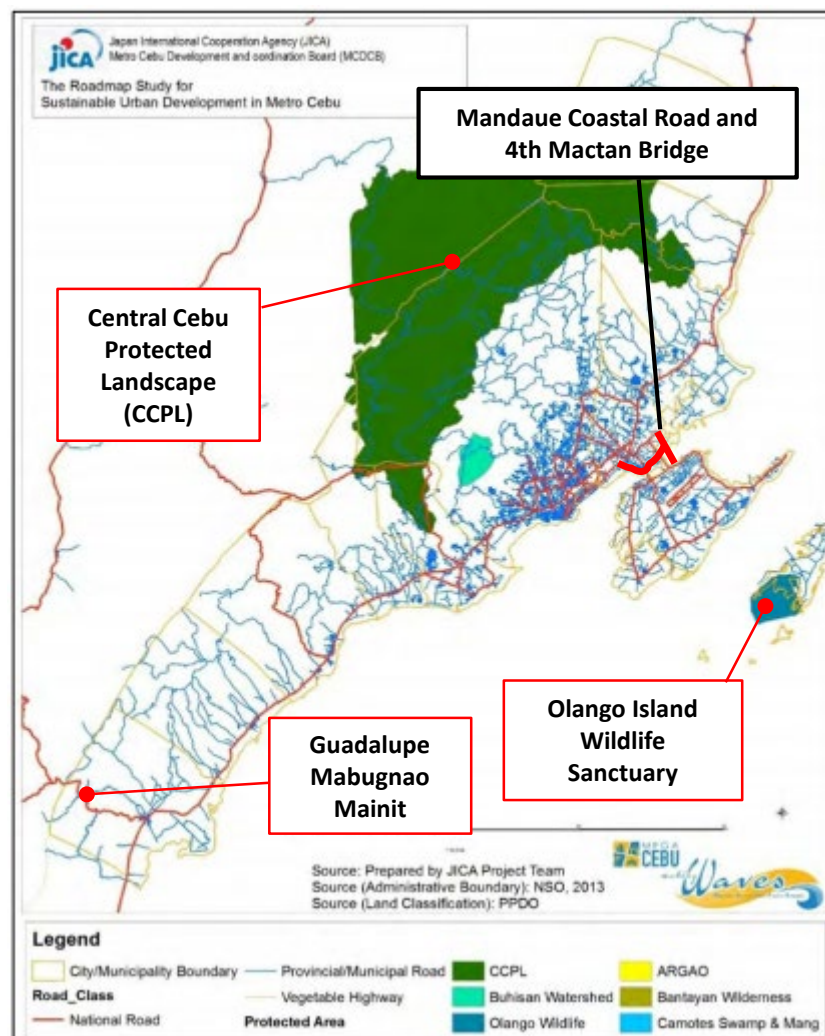 jICA
Japan International Cooperation Agency (JICA)
Metro Cebu Development and oordination Board (MCDCB)
The Roadmap Study for
Sustainable Urban Development in Metro Cebu
Mandaue Coastal Road and
4th Mactan Bridge
Central Cebu
Protected
Landscape
(CCPL)
Olango Island
Wildlife
Sanctuary
Guadalupe
Mabugnao
Mainit
Source: Prepared by JICA Project Team
Source (Administrative Boundary): NSO, 2013
Source (Land Classification): PPDO
MEGA
CEBU
Waves
Legend
City/Municipality Boundary
Provincial/Municipal Road
CCPL
ARGAO
Road_Class
Vegetable Highway
Buhisan Watershed
Bantayan Wilderness
National Road
Protected Area
Olango Wildlife
Camotes Swamp & Mang